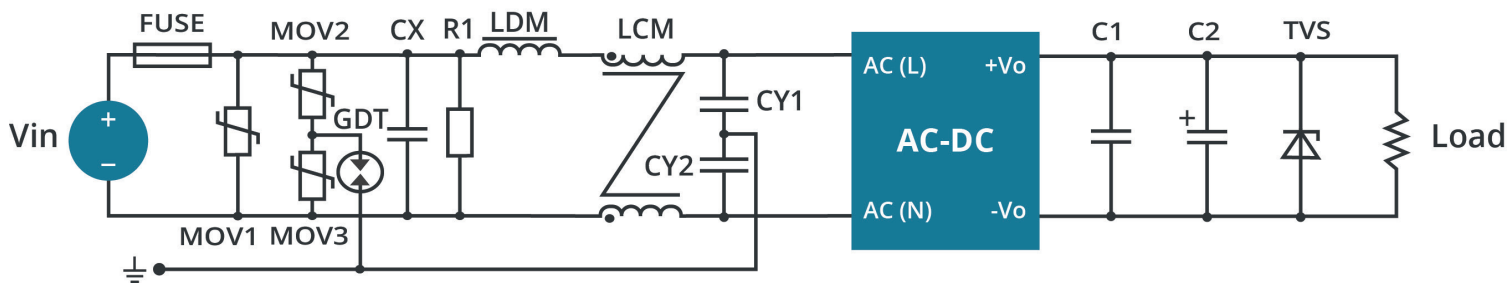 FUSE
MOV2
CX
R1
LDM
LCM
C1
C2
TVS
AC (L)
+Vo
Vin
+
−
GDT
CY1
AC-DC
+
Load
CY2
AC (N)
-Vo
MOV1
MOV3